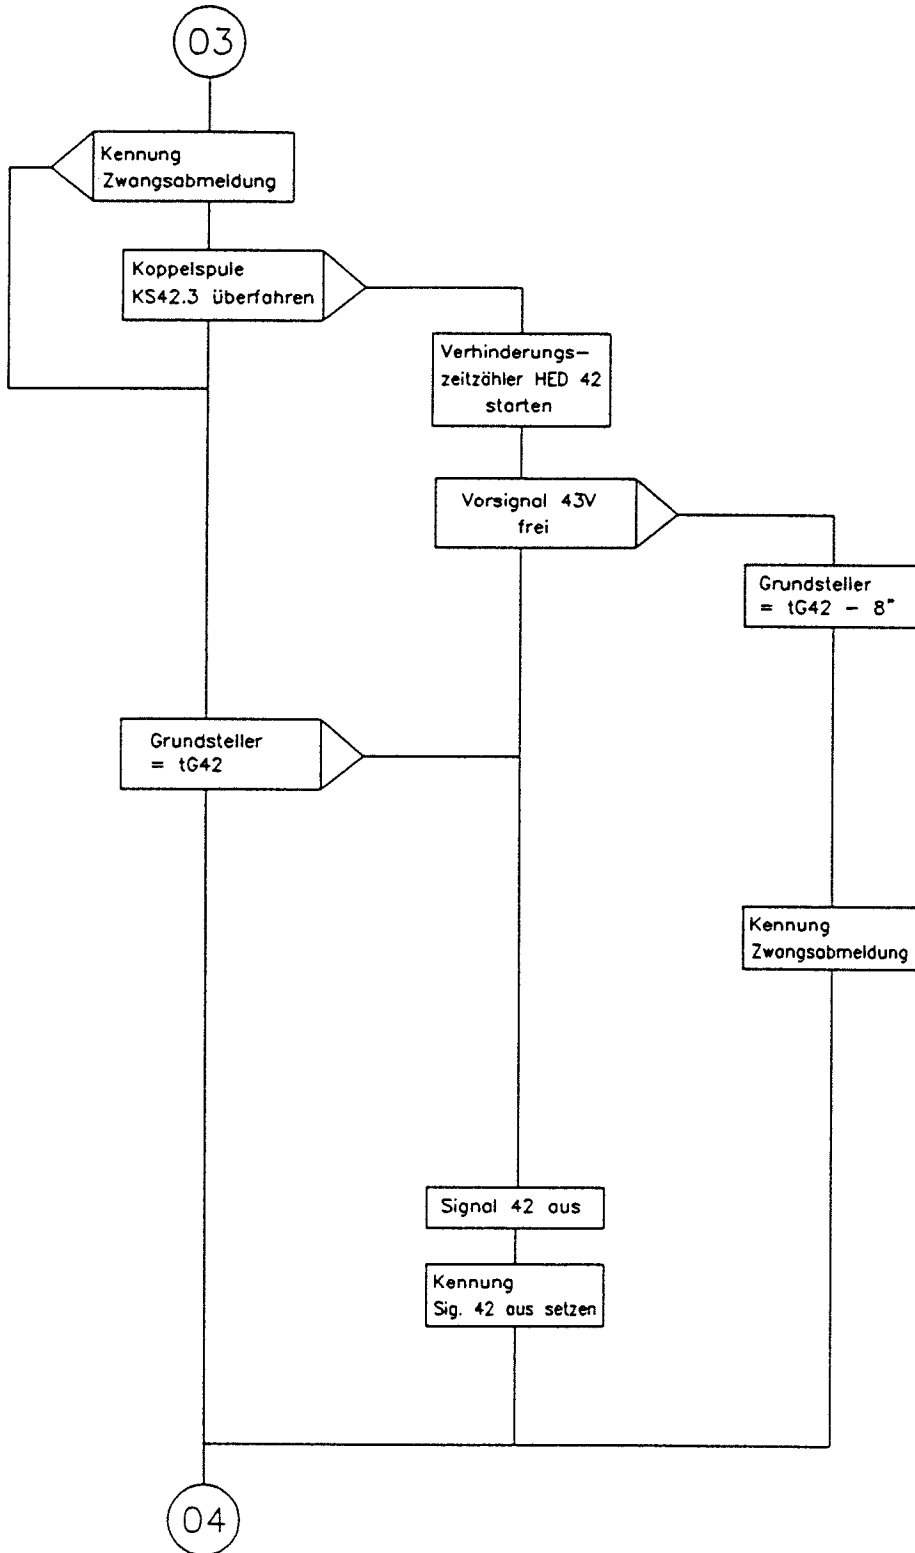 03
Kennung
Zwangsabmeldung
Koppelspule
KS42.3 überfahren
Verhinderungs-
zeitzähler HED 42
starten
Vorsignal 43V
frei
Grundsteller
= tG42 - 8"
Grundsteller
= tG42
Kennung
Zwangsabmeldung
Signal 42 aus
Kennung
Sig. 42 aus setzen
04